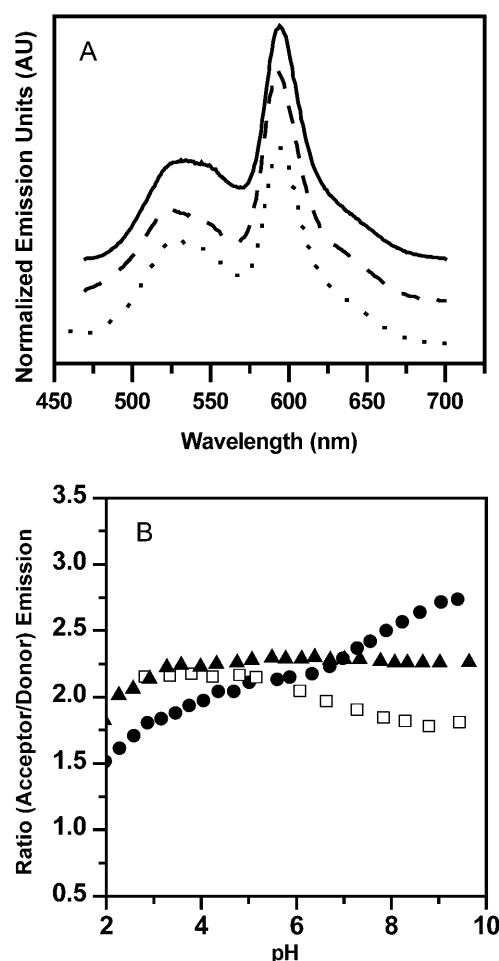 A
Normalized Emission Units (AU)
450 500 550 600 650 700
Wavelength (nm)
B
3.5
3.0
2.5
2.0
1.5
1.0
0.5
Ratio (Acceptor/Donor) Emission
2 4 6 8 10
pH